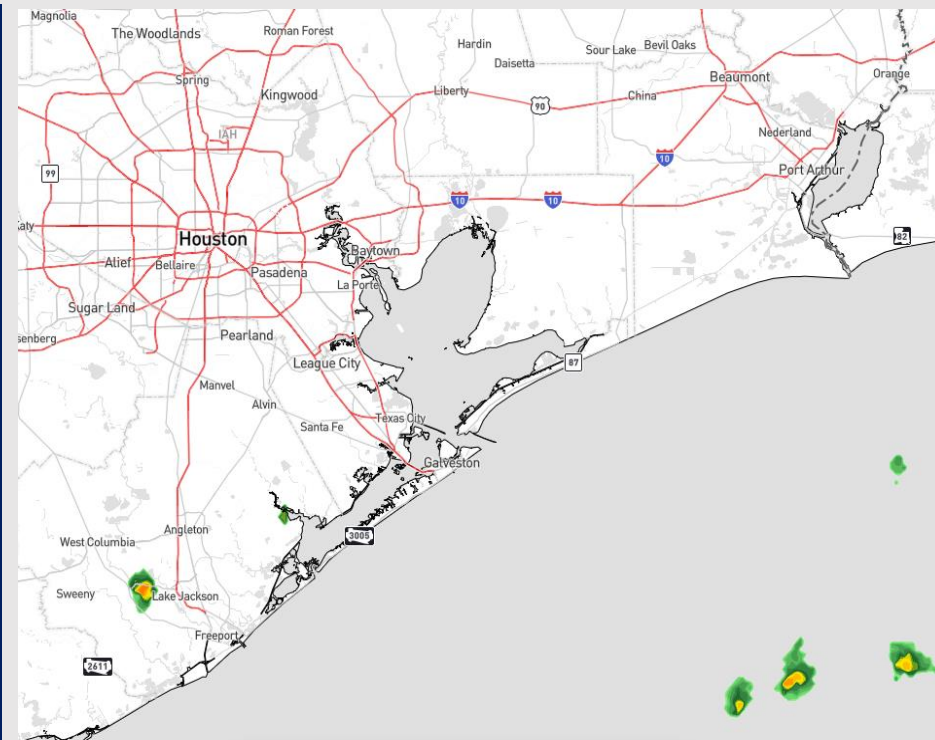 Magnolia
The Woodlands
Roman Forest
Hardin
Daisetta
Sour Lake
Bevil Oaks
Beaumont
Orange
Spring
Kingwood
Liberty
90
China
IAH
Nederland
99
10
Port Arthur
10
10
Katy
Houston
82
Baytown
Alief
Bellaire
Pasadena
La Porte
Sugar Land
Pearland
senberg
League City
87
Manvel
Alvin
Texas City
Santa Fe
Galveston
Angleton
3005
West Columbia
Sweeny
Lake Jackson
Freeport
2611